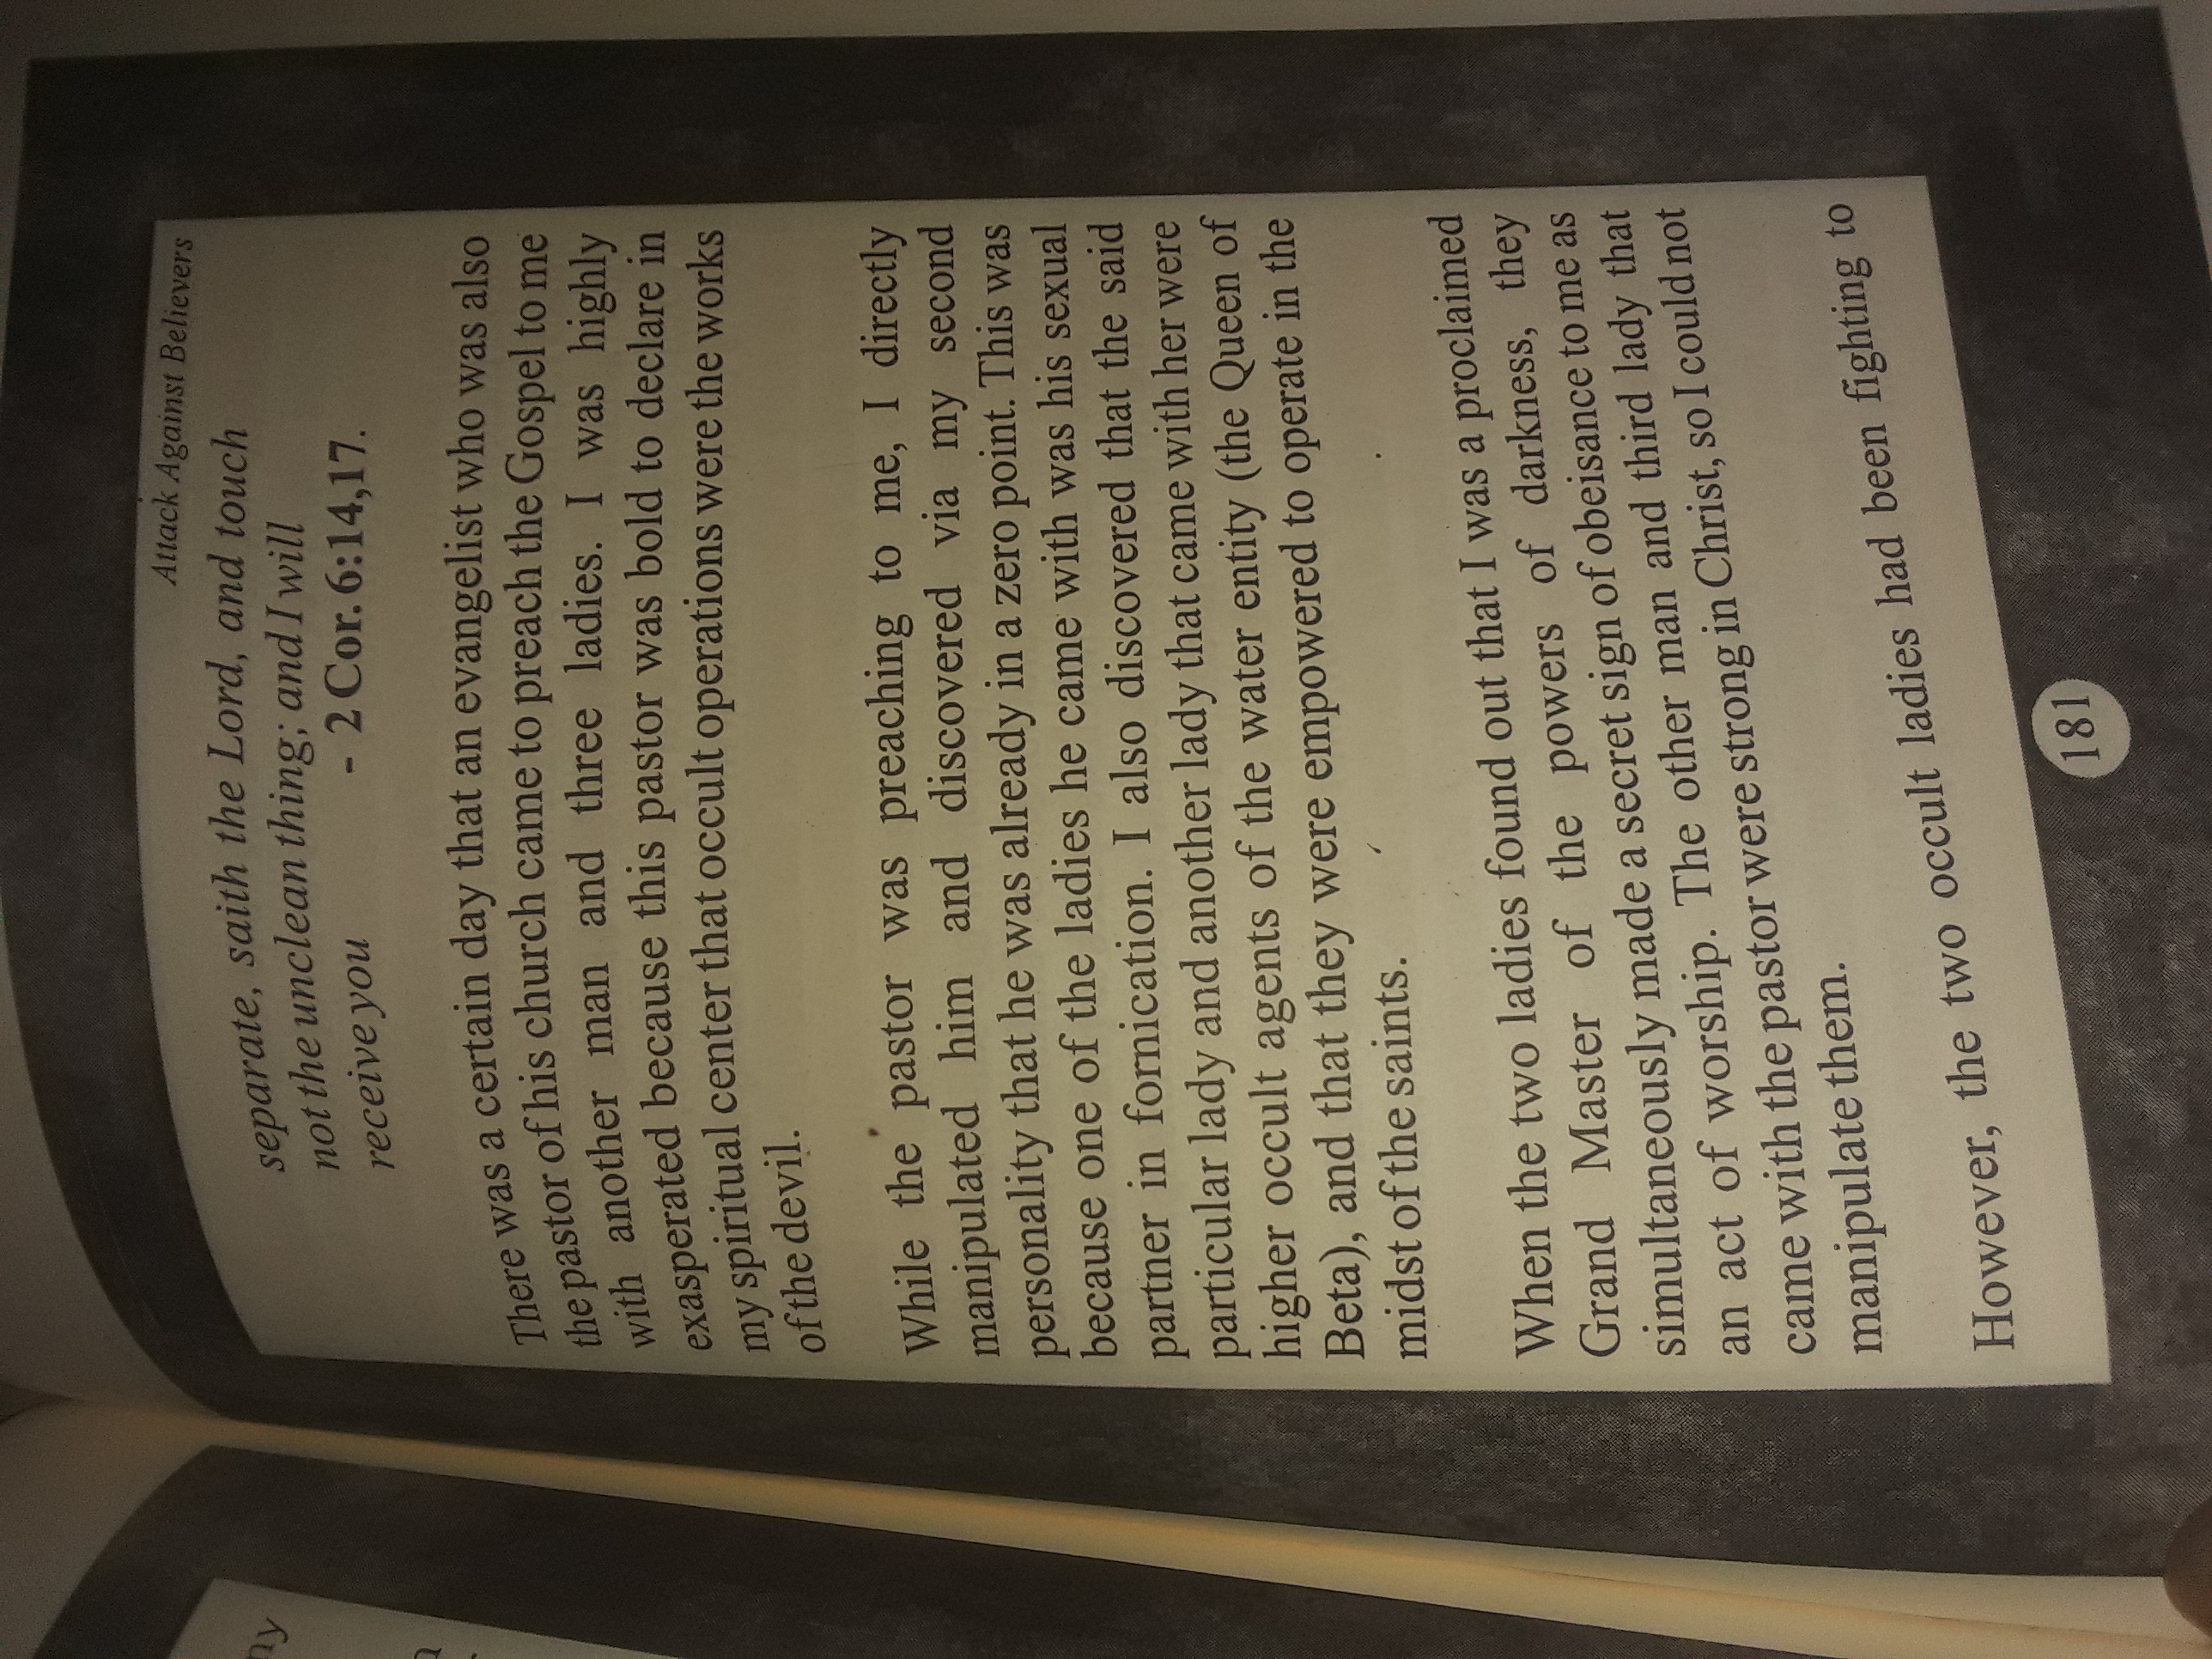 ny
Attack Against Believers
separate, saith the Lord, and touch
not the unclean thing; and I will
receive you - 2 Cor. 6:14,17.
There was a certain day that an evangelist who was also
the pastor of his church came to preach the Gospel to me
with another man and three ladies. I was highly
exasperated because this pastor was bold to declare in
my spiritual center that occult operations were the works
of the devil.
While the pastor was preaching to me, I directly
manipulated him and discovered via my second
personality that he was already in a zero point. This was
because one of the ladies he came with was his sexual
partner in fornication. I also discovered that the said
particular lady and another lady that came with her were
higher occult agents of the water entity (the Queen of
Beta), and that they were empowered to operate in the
midst of the saints.
When the two ladies found out that I was a proclaimed
Grand Master of the powers of darkness, they
simultaneously made a secret sign of obeisance to me as
an act of worship. The other man and third lady that
came with the pastor were strong in Christ, so I could not
manipulate them.
However, the two occult ladies had been fighting to
181